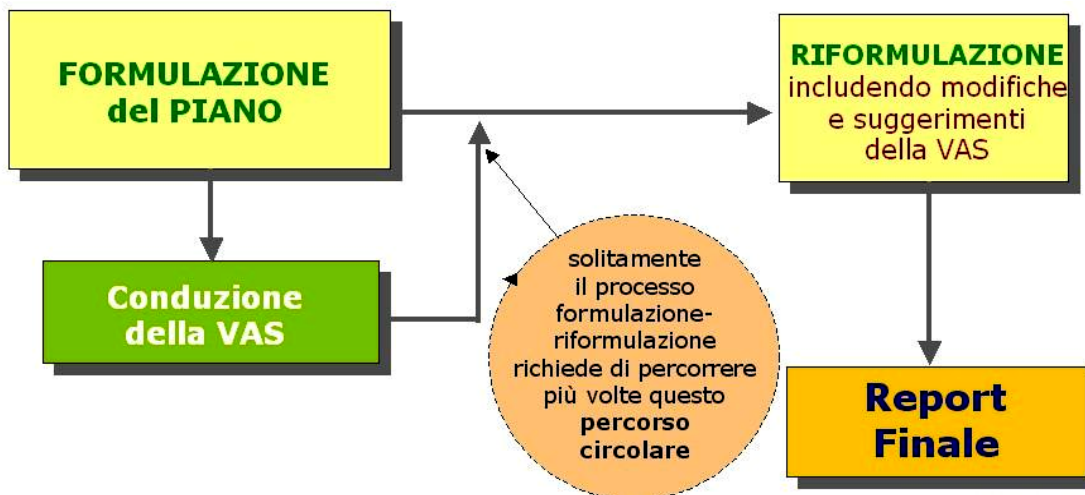 FORMULAZIONE
del PIANO
RIFORMULAZIONE
includendo modifiche
e suggerimenti
della VAS
Conduzione
della VAS
solitamente
il processo
formulazione-
riformulazione
richiede di percorrere
più volte questo
percorso
circolare
Report
Finale